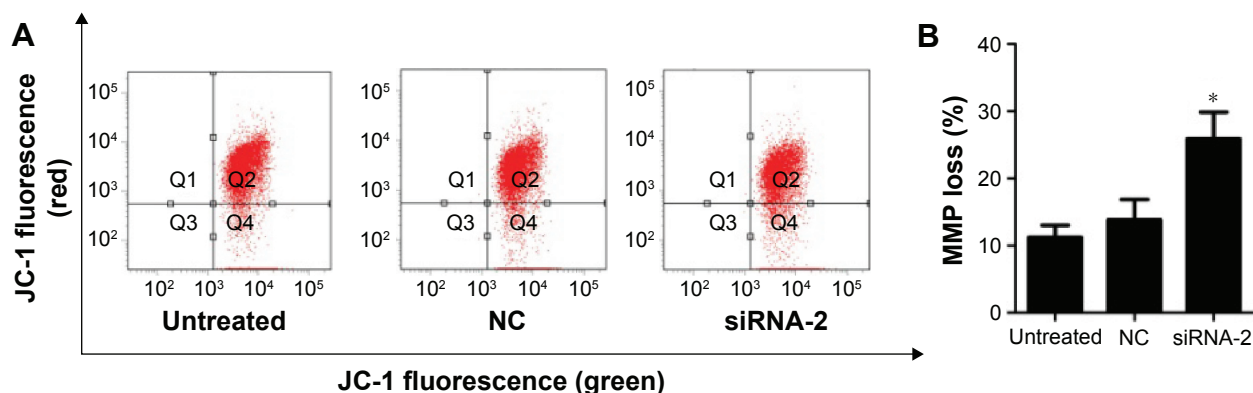 A
JC-1 fluorescence
(red)
10⁵
10⁴
10³
10²
Q1
Q2
Q3
Q4
10² 10³ 10⁴ 10⁵
Untreated
10⁵
10⁴
10³
10²
Q1
Q2
Q3
Q4
10² 10³ 10⁴ 10⁵
NC
10⁵
10⁴
10³
10²
Q1
Q2
Q3
Q4
10² 10³ 10⁴ 10⁵
siRNA-2
JC-1 fluorescence (green)
B
MMP loss (%)
40
30
20
10
0
*
Untreated NC siRNA-2